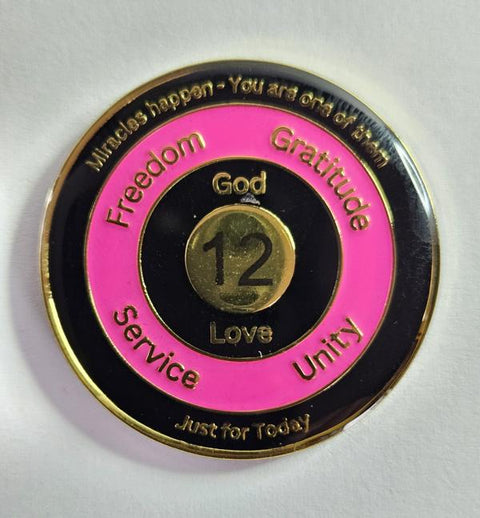 Miracles happen - You are one of them
Freedom
Gratitude
God
12
Love
Service
Unity
Just for Today